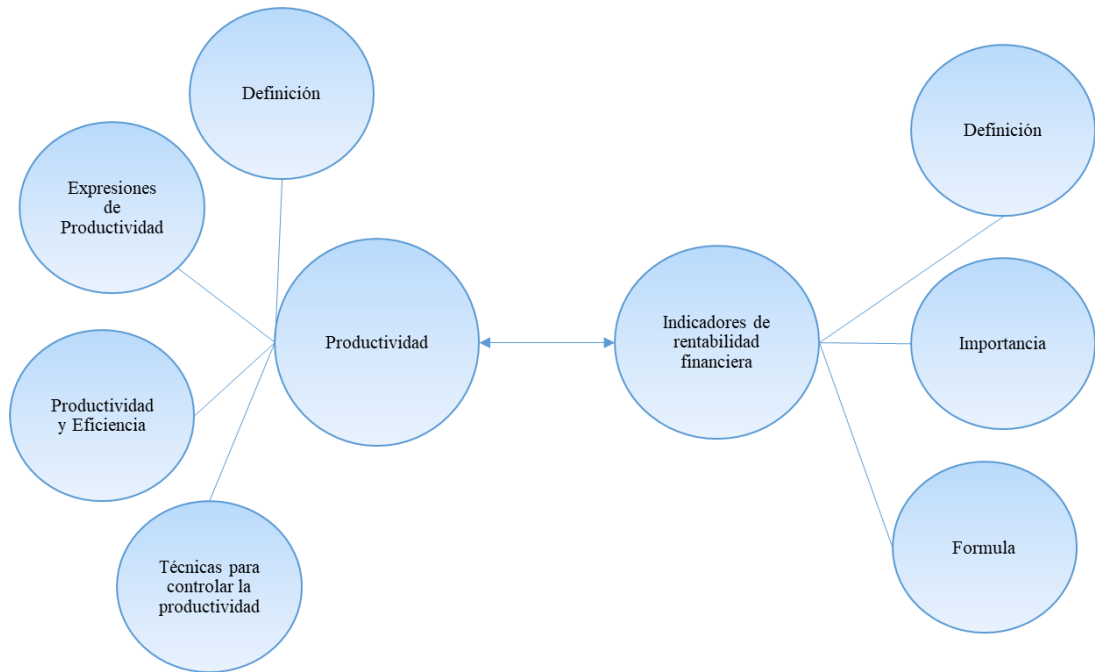 Definición
Expresiones
de
Productividad
Productividad
y Eficiencia
Técnicas para
controlar la
productividad
Productividad
Indicadores de
rentabilidad
financiera
Definición
Importancia
Formula